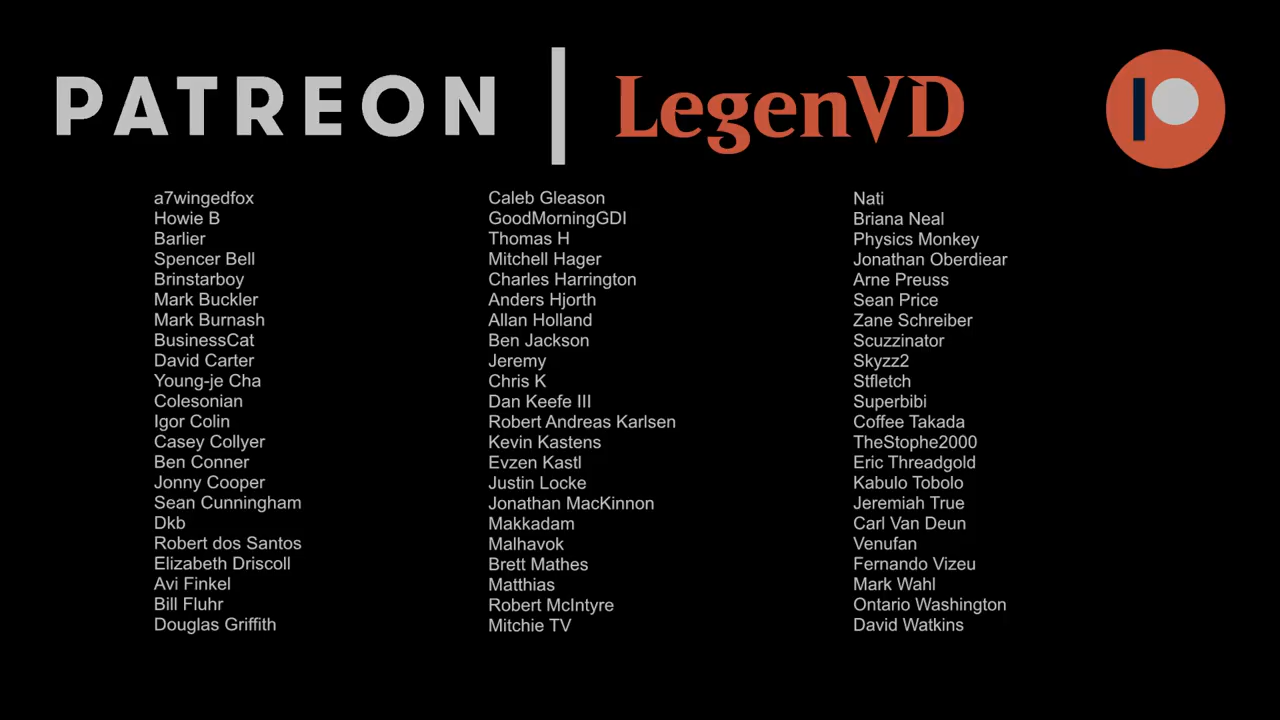 PATREON | LegenVD
a7wingedfox
Howie B
Barlier
Spencer Bell
Brinstarboy
Mark Buckler
Mark Burnash
BusinessCat
David Carter
Young-je Cha
Colesonian
Igor Colin
Casey Collyer
Ben Conner
Jonny Cooper
Sean Cunningham
Dkb
Robert dos Santos
Elizabeth Driscoll
Avi Finkel
Bill Fluhr
Douglas Griffith
Caleb Gleason
GoodMorningGDI
Thomas H
Mitchell Hager
Charles Harrington
Anders Hjorth
Allan Holland
Ben Jackson
Jeremy
Chris K
Dan Keefe III
Robert Andreas Karlsen
Kevin Kastens
Evzen Kastl
Justin Locke
Jonathan MacKinnon
Makkadam
Malhavok
Brett Mathes
Matthias
Robert McIntyre
Mitchie TV
Nati
Briana Neal
Physics Monkey
Jonathan Oberdiear
Arne Preuss
Sean Price
Zane Schreiber
Scuzzinator
Skyzz2
Stfletch
Superbibi
Coffee Takada
TheStophe2000
Eric Threadgold
Kabulo Tobolo
Jeremiah True
Carl Van Deun
Venufan
Fernando Vizeu
Mark Wahl
Ontario Washington
David Watkins